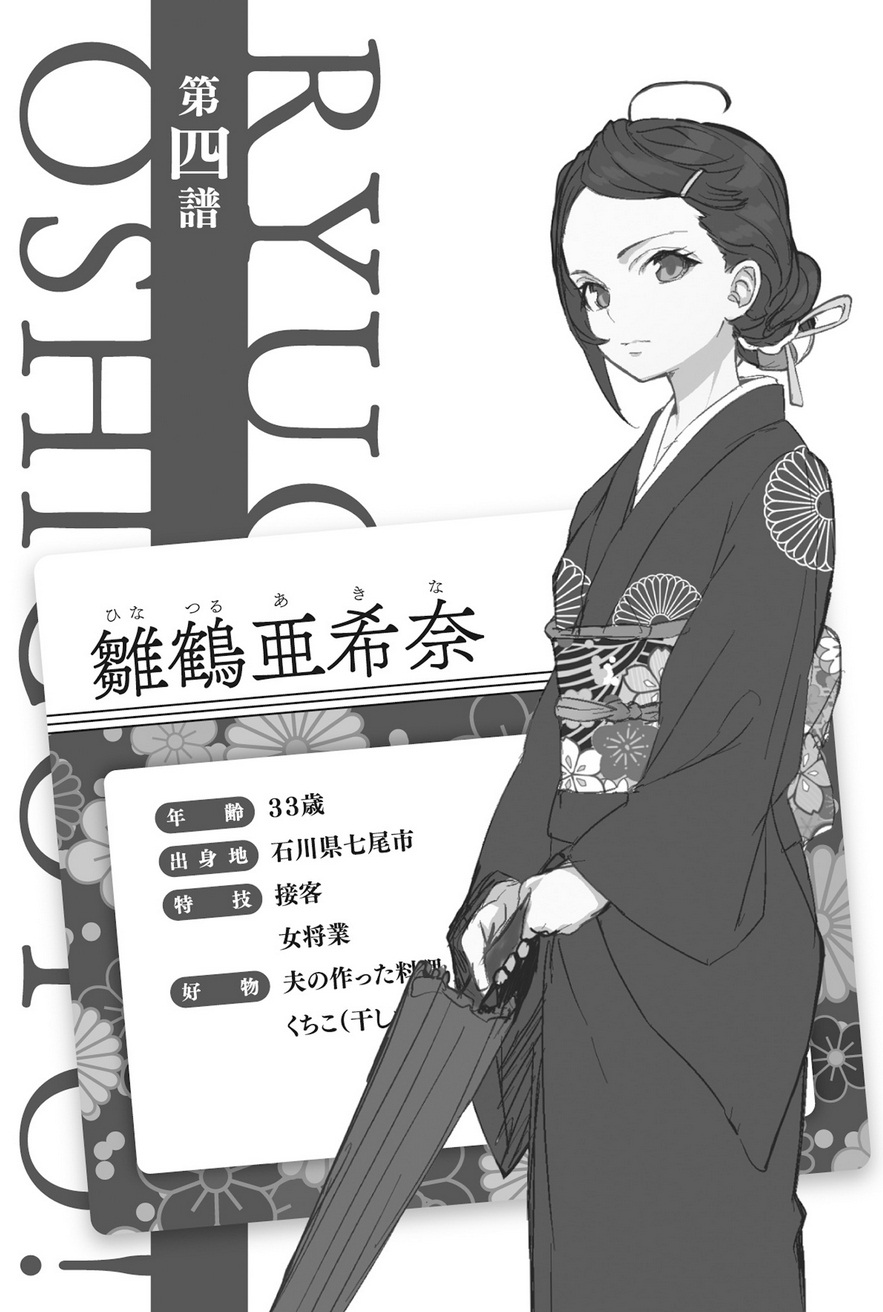 RYUO
OSHI
O!
第四譜
ひな つる あ き な
雛鶴亜希奈
年齢 33歳
出身地 石川県七尾市
特技 接客
女将業
好物 夫の作った料理
くちこ(干し